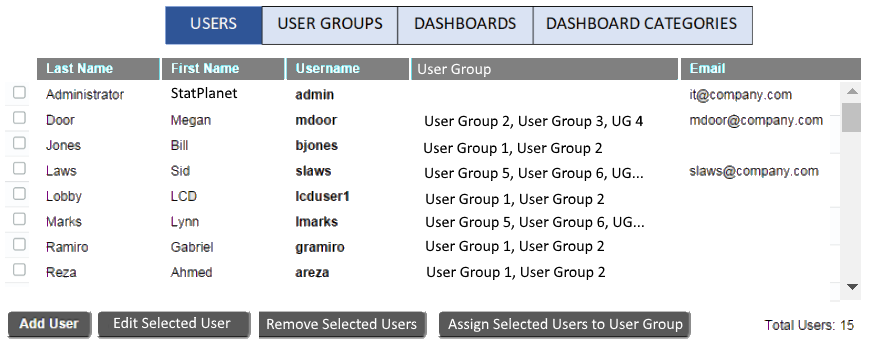 USERS USER GROUPS DASHBOARDS DASHBOARD CATEGORIES
Last Name First Name Username User Group Email
Administrator StatPlanet admin it@company.com
Door Megan mdoor User Group 2, User Group 3, UG 4 mdoor@company.com
Jones Bill bjones User Group 1, User Group 2
Laws Sid slaws User Group 5, User Group 6, UG... slaws@company.com
Lobby LCD lcduser1 User Group 1, User Group 2
Marks Lynn lmarks User Group 5, User Group 6, UG...
Ramiro Gabriel gramiro User Group 1, User Group 2
Reza Ahmed areza User Group 1, User Group 2
Add User Edit Selected User Remove Selected Users Assign Selected Users to User Group Total Users: 15